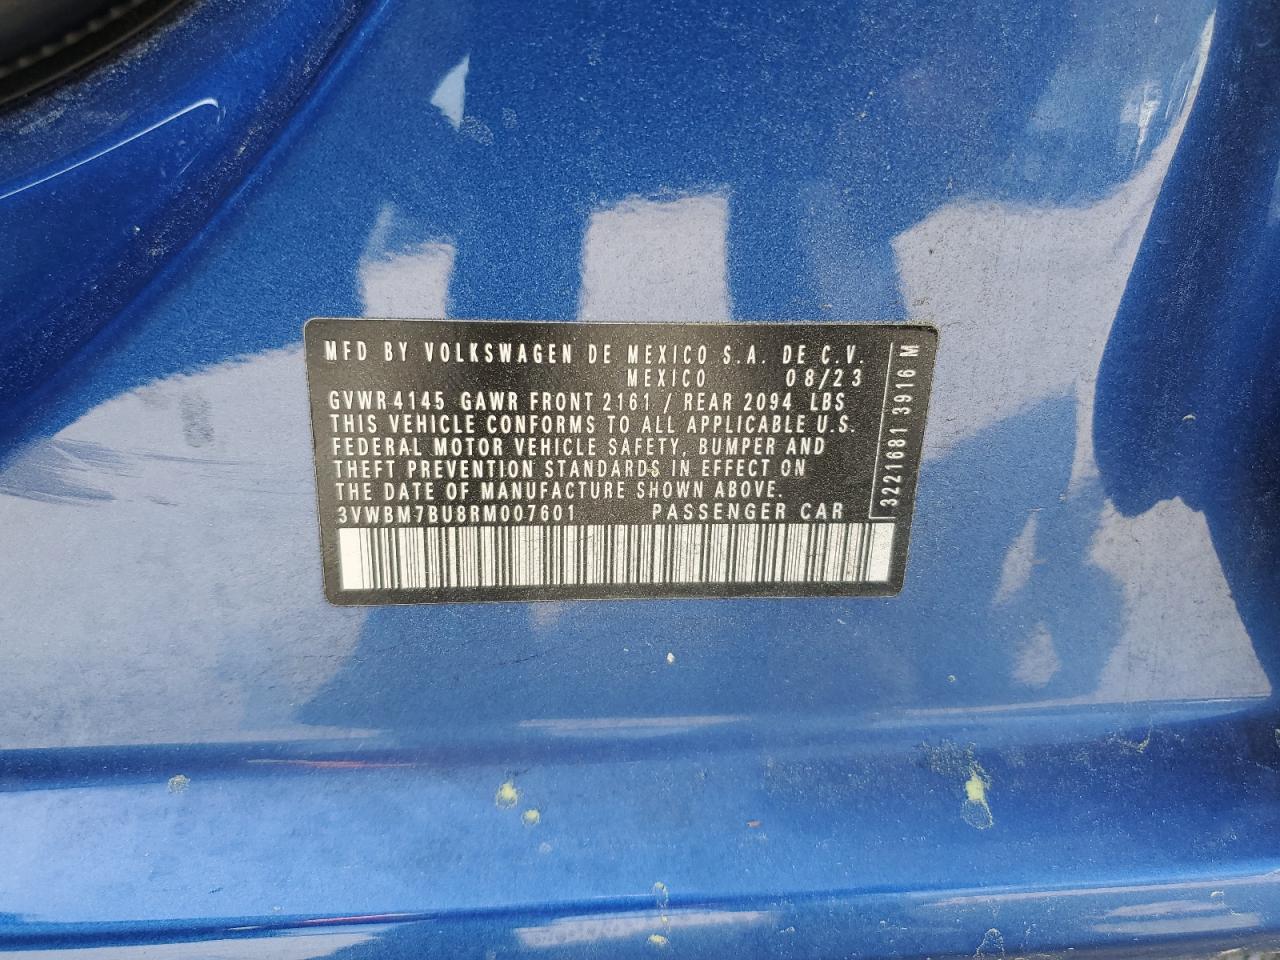 MFD BY VOLKSWAGEN DE MEXICO S.A. DE C.V.
MEXICO 08/23
GVWR 4145 GAWR FRONT 2161 / REAR 2094 LBS
THIS VEHICLE CONFORMS TO ALL APPLICABLE U.S.
FEDERAL MOTOR VEHICLE SAFETY, BUMPER AND
THEFT PREVENTION STANDARDS IN EFFECT ON
THE DATE OF MANUFACTURE SHOWN ABOVE.
3VWBM7BU8RM007601 PASSENGER CAR
3221681 3916 M